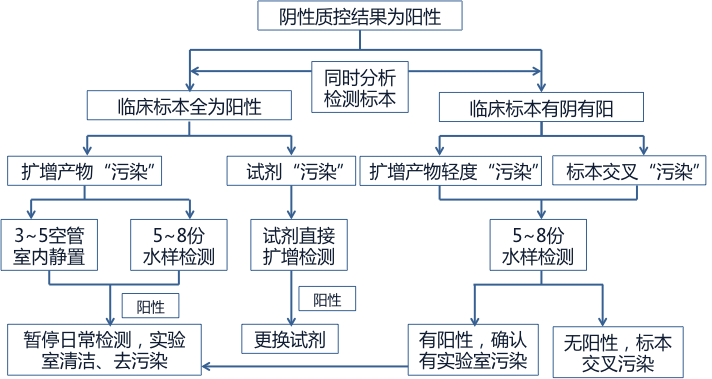 阴性质控结果为阳性
同时分析
检测标本
临床标本全为阳性
临床标本有阴有阳
扩增产物“污染”
试剂“污染”
扩增产物轻度“污染”
标本交叉“污染”
3~5空管
室内静置
5~8份
水样检测
试剂直接
扩增检测
5~8份
水样检测
阳性
阳性
暂停日常检测，实验
室清洁、去污染
更换试剂
有阳性，确认
有实验室污染
无阳性，标本
交叉污染